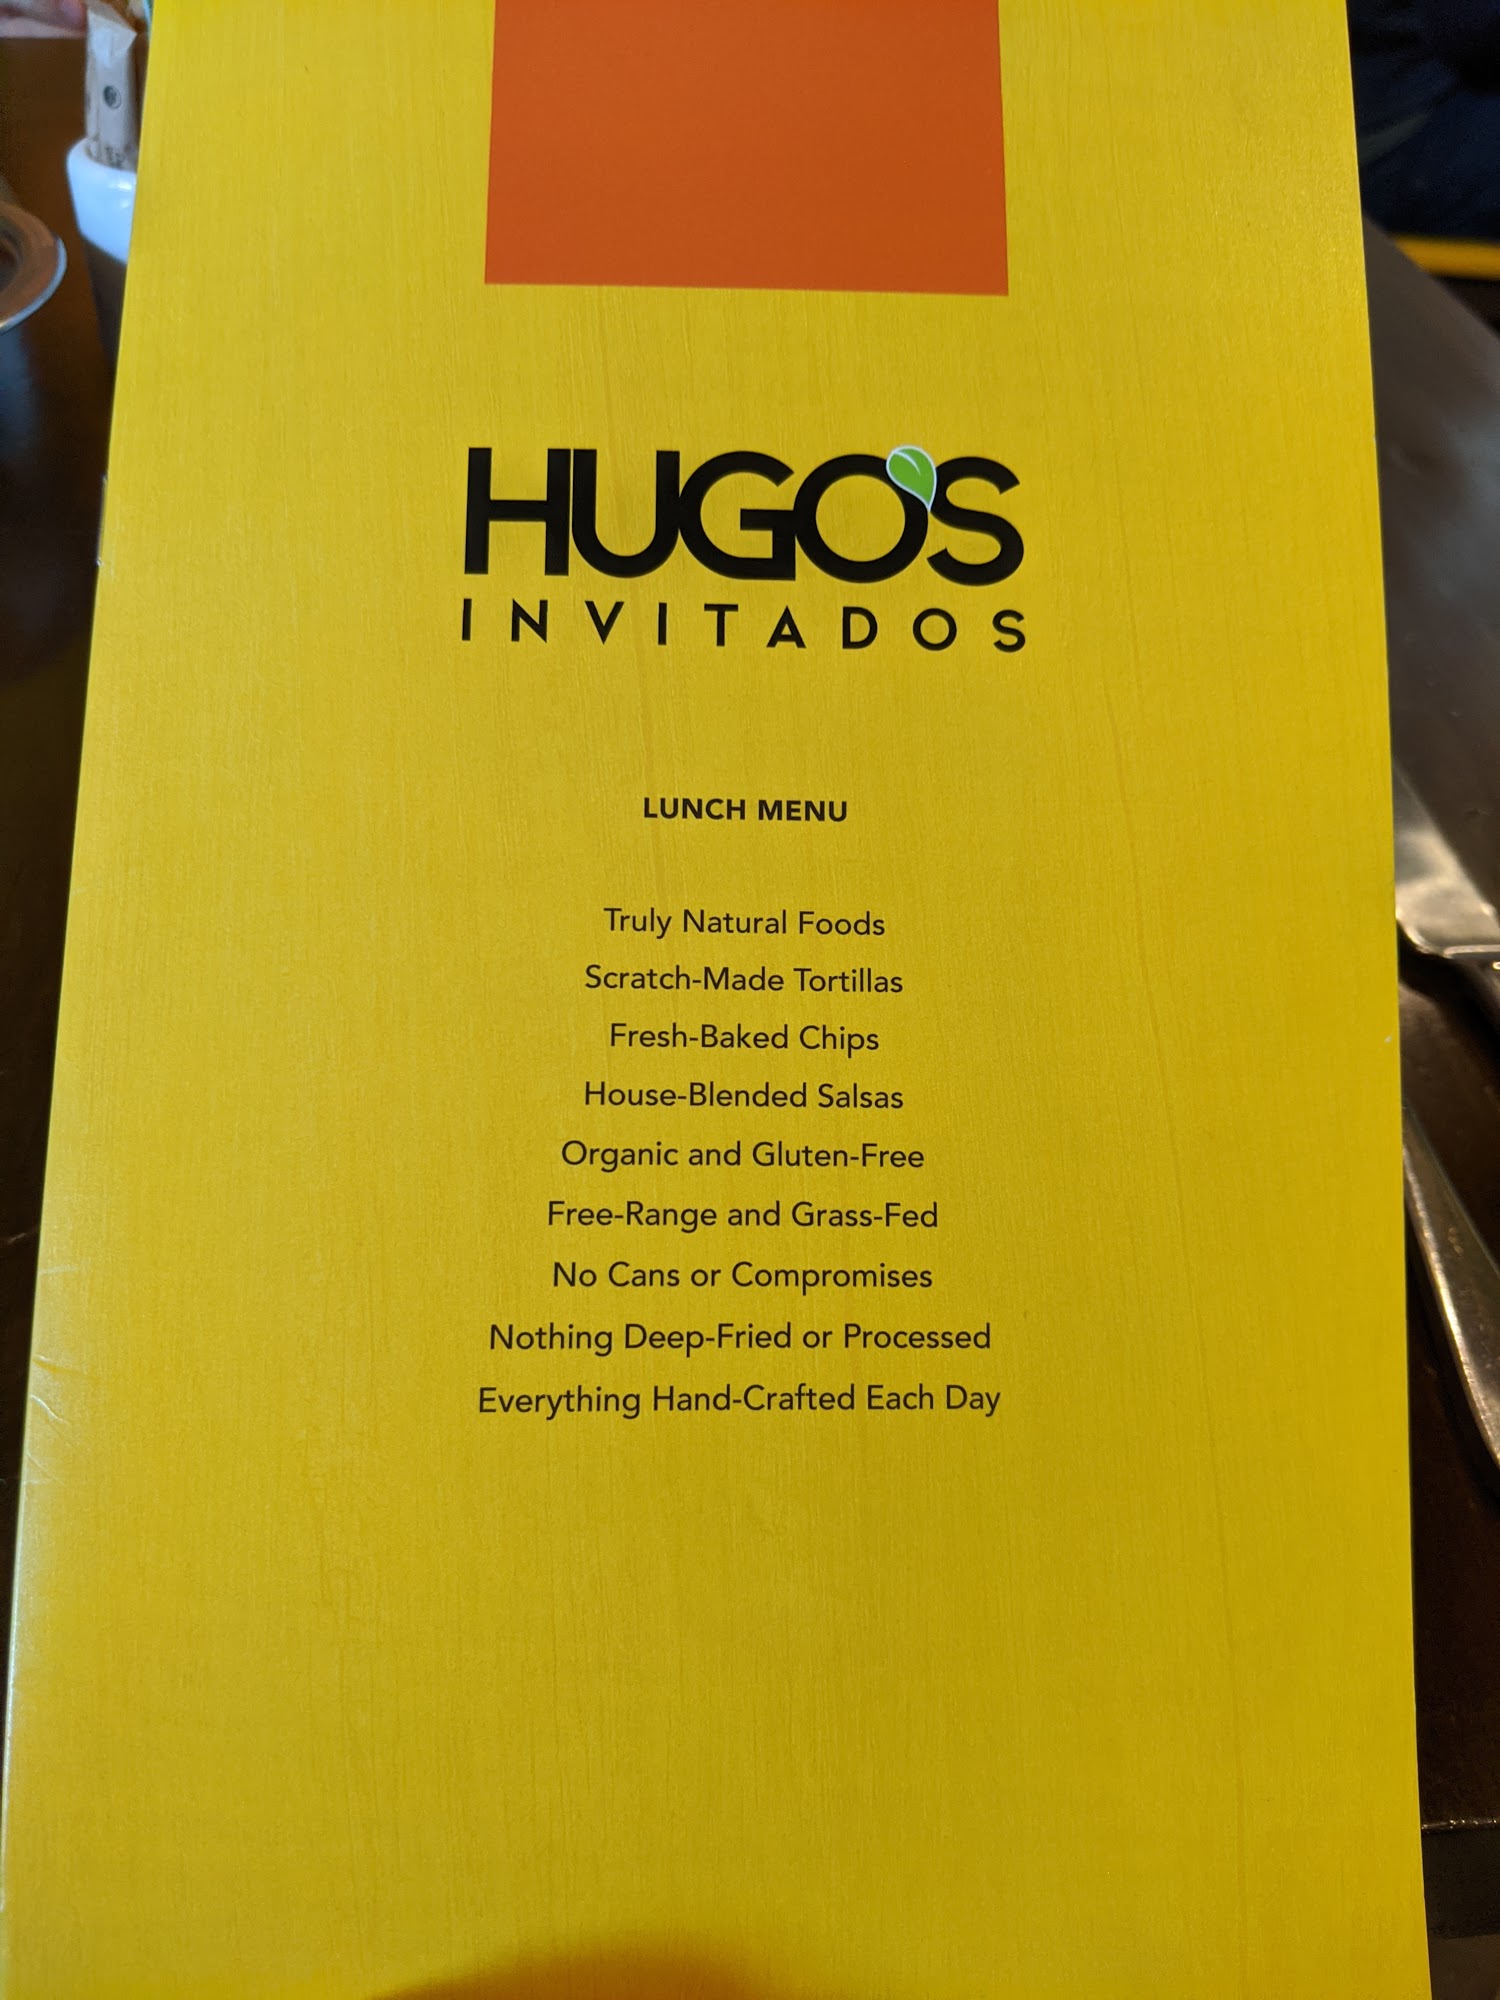 HUGO'S
INVITADOS
LUNCH MENU
Truly Natural Foods
Scratch-Made Tortillas
Fresh-Baked Chips
House-Blended Salsas
Organic and Gluten-Free
Free-Range and Grass-Fed
No Cans or Compromises
Nothing Deep-Fried or Processed
Everything Hand-Crafted Each Day